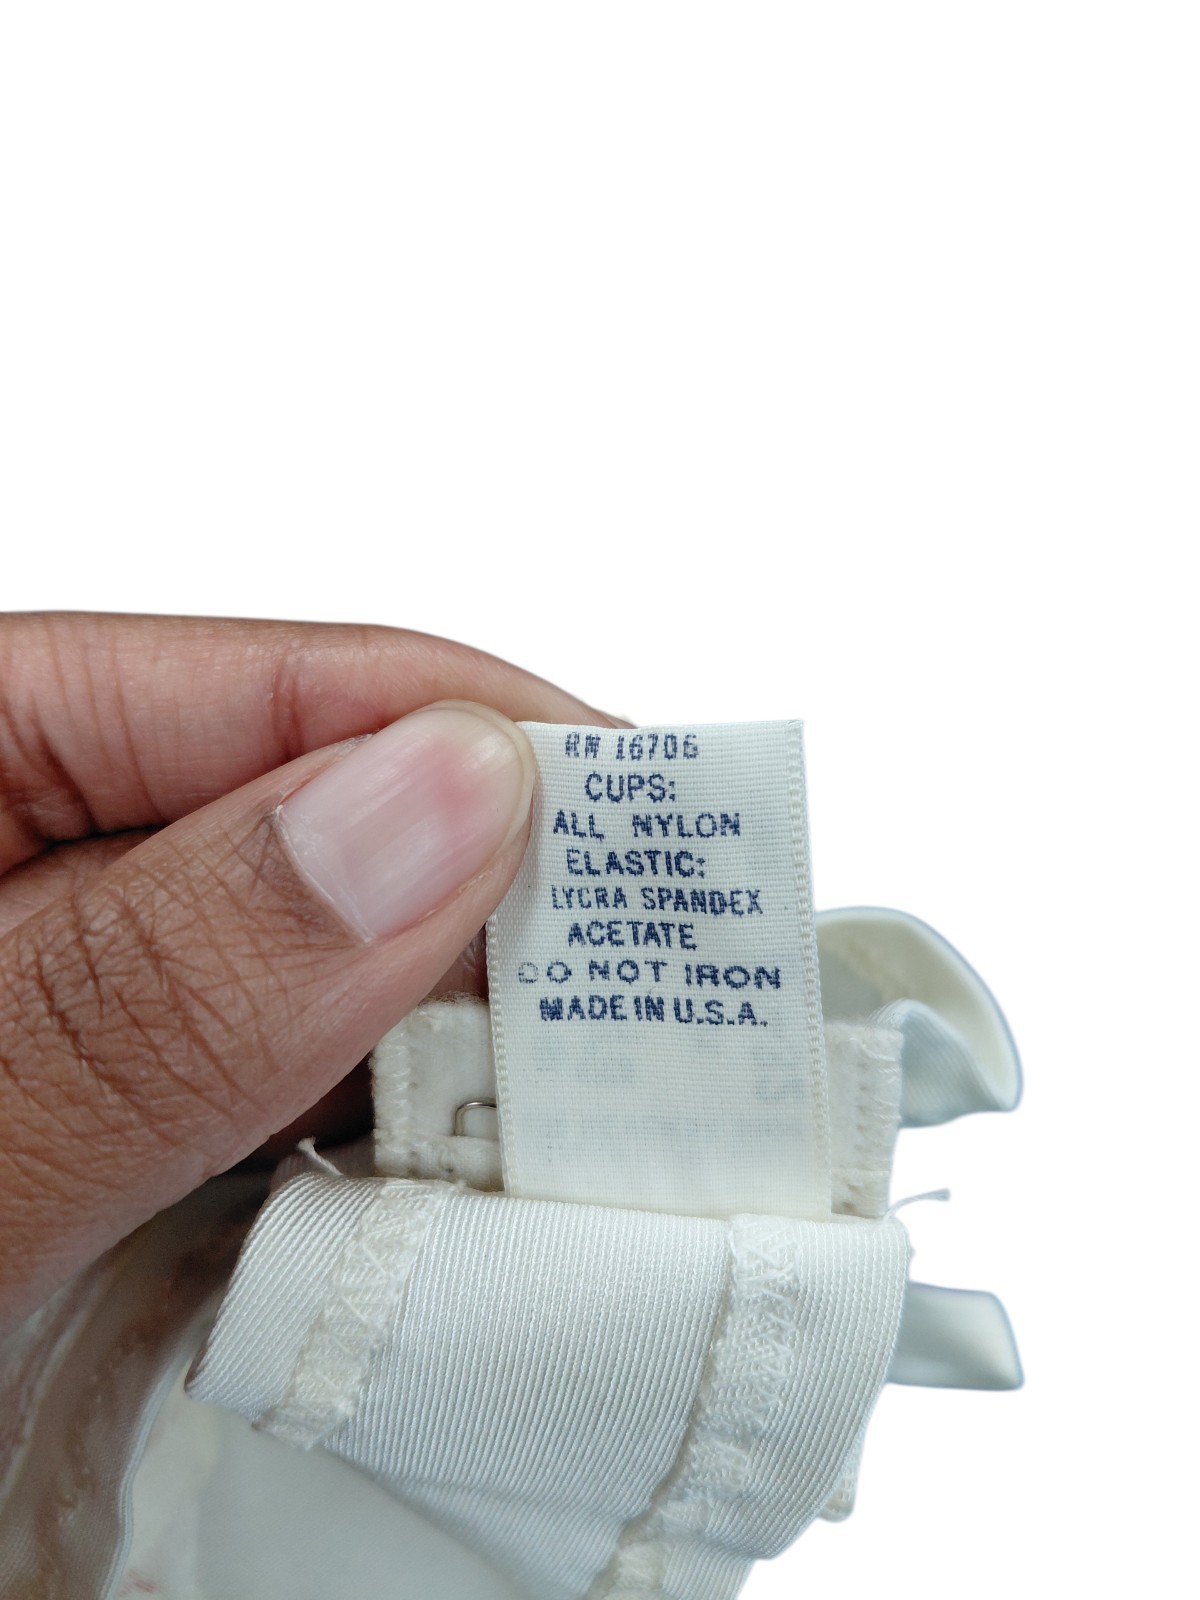 RN 16706
CUPS:
ALL NYLON
ELASTIC:
LYCRA SPANDEX
ACETATE
DO NOT IRON
MADE IN U.S.A.